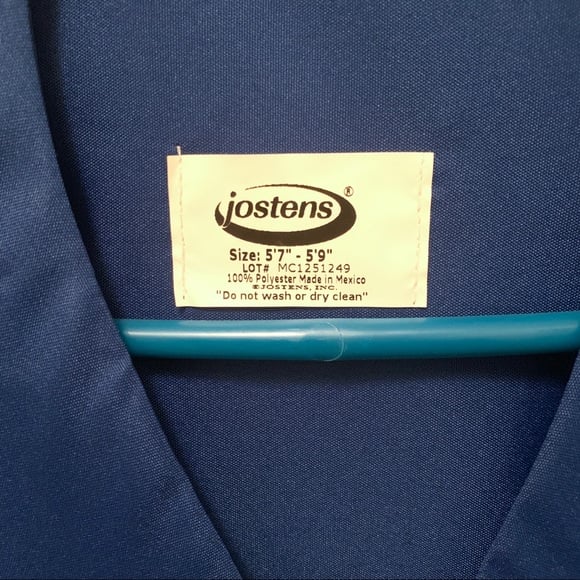 jostens®
Size: 5'7" - 5'9"
LOT# MC1251249
100% Polyester Made in Mexico
©JOSTENS, INC.
"Do not wash or dry clean"